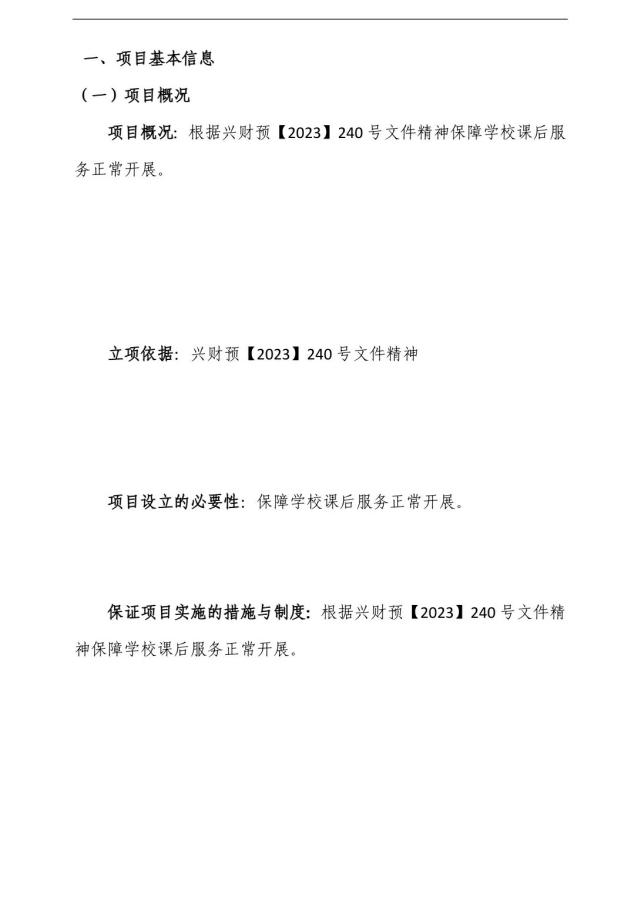 一、项目基本信息
（一）项目概况
项目概况：根据兴财预【2023】240 号文件精神保障学校课后服
务正常开展。
立项依据：兴财预【2023】240 号文件精神
项目设立的必要性：保障学校课后服务正常开展。
保证项目实施的措施与制度：根据兴财预【2023】240 号文件精
神保障学校课后服务正常开展。